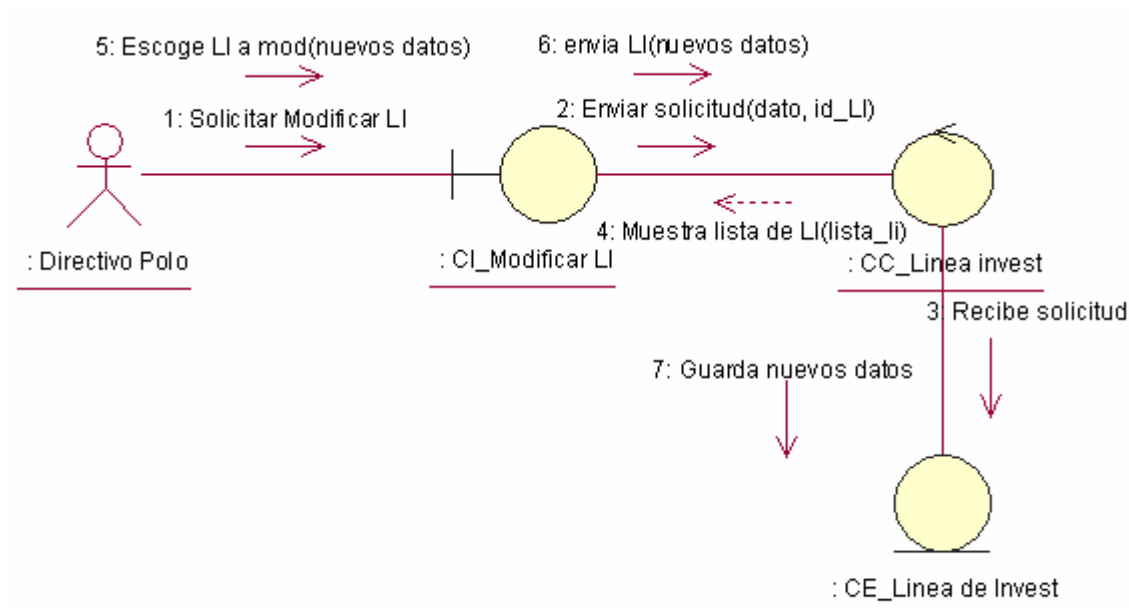 5: Escoge LI a mod(nuevos datos)
6: envia LI(nuevos datos)
1: Solicitar Modificar LI
2: Enviar solicitud(dato, id_LI)
4: Muestra lista de LI(lista_li)
: Directivo Polo
: CI_Modificar LI
: CC_Linea invest
3: Recibe solicitud
7: Guarda nuevos datos
: CE_Linea de Invest